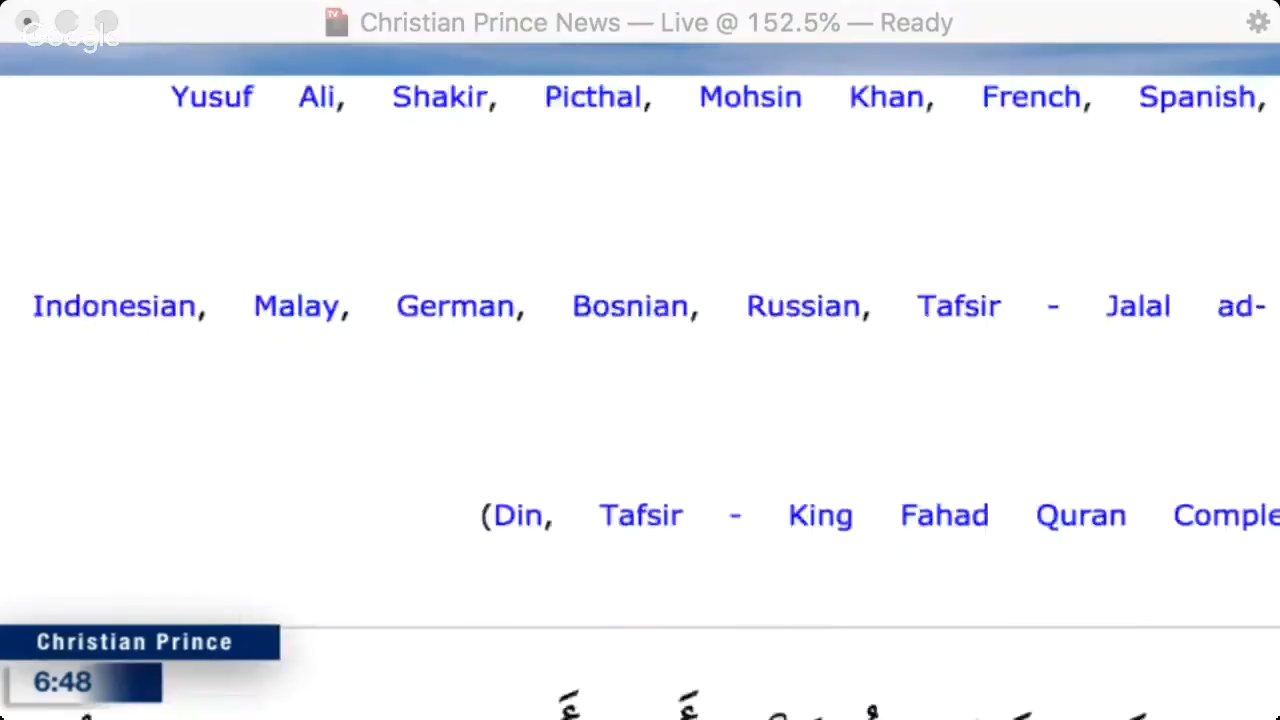 Christian Prince News — Live @ 152.5% — Ready
Google
Yusuf Ali, Shakir, Picthal, Mohsin Khan, French, Spanish,
Indonesian, Malay, German, Bosnian, Russian, Tafsir - Jalal ad-
(Din, Tafsir - King Fahad Quran Comple
Christian Prince
6:48